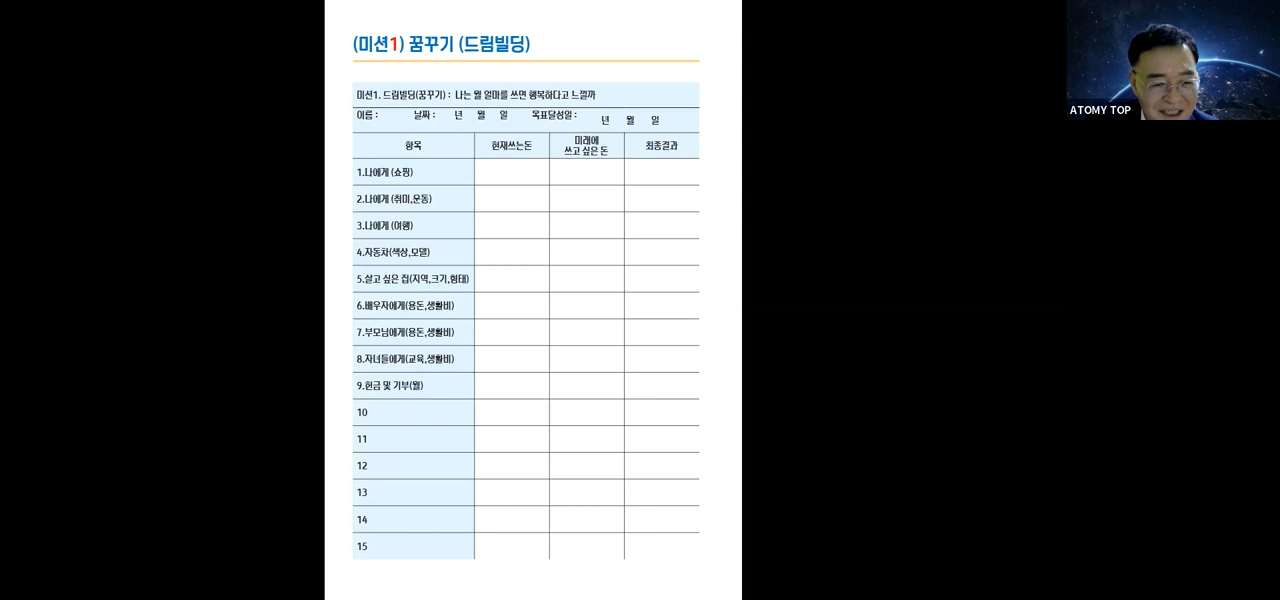 (미션1) 꿈꾸기 (드림빌딩)
미션1. 드림빌딩(꿈꾸기) : 나는 월 얼마를 쓰면 행복하다고 느낄까
이름 : 날짜 : 년 월 일 목표달성일 : 년 월 일
항목 현재쓰는돈 미래에 쓰고 싶은 돈 최종결과
1.나에게 (쇼핑)
2.나에게 (취미,운동)
3.나에게 (여행)
4.자동차(색상,모델)
5.살고 싶은 집(지역,크기,형태)
6.배우자에게(용돈,생활비)
7.부모님에게(용돈,생활비)
8.자녀들에게(교육,생활비)
9.헌금 및 기부(월)
10
11
12
13
14
15
ATOMY TOP